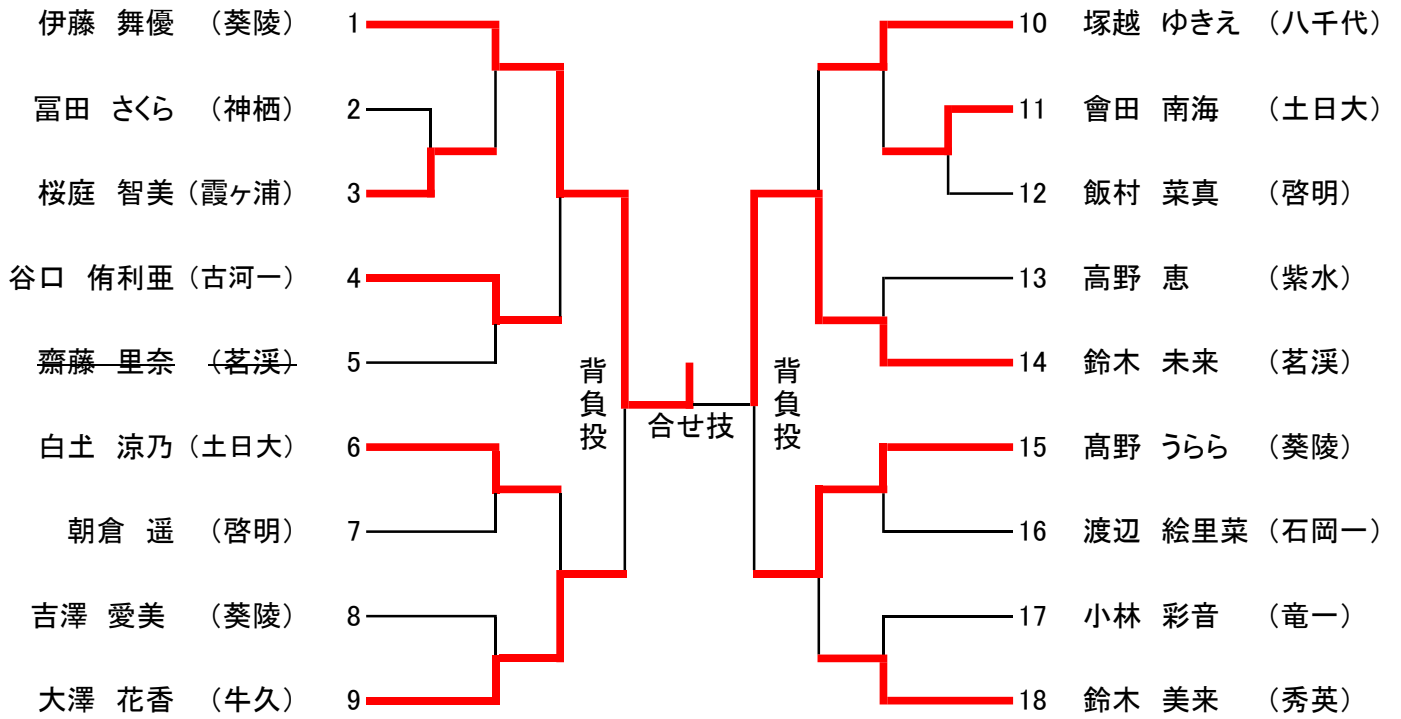 伊藤 舞優 (葵陵) 1
冨田 さくら (神栖) 2
桜庭 智美 (霞ヶ浦) 3
谷口 侑利亜 (古河一) 4
齋藤 里奈 (茗渓) 5
白𡈽 涼乃 (土日大) 6
朝倉 遥 (啓明) 7
吉澤 愛美 (葵陵) 8
大澤 花香 (牛久) 9
背負投
合せ技
背負投
10 塚越 ゆきえ (八千代)
11 會田 南海 (土日大)
12 飯村 菜真 (啓明)
13 高野 恵 (紫水)
14 鈴木 未来 (茗渓)
15 髙野 うらら (葵陵)
16 渡辺 絵里菜 (石岡一)
17 小林 彩音 (竜一)
18 鈴木 美来 (秀英)